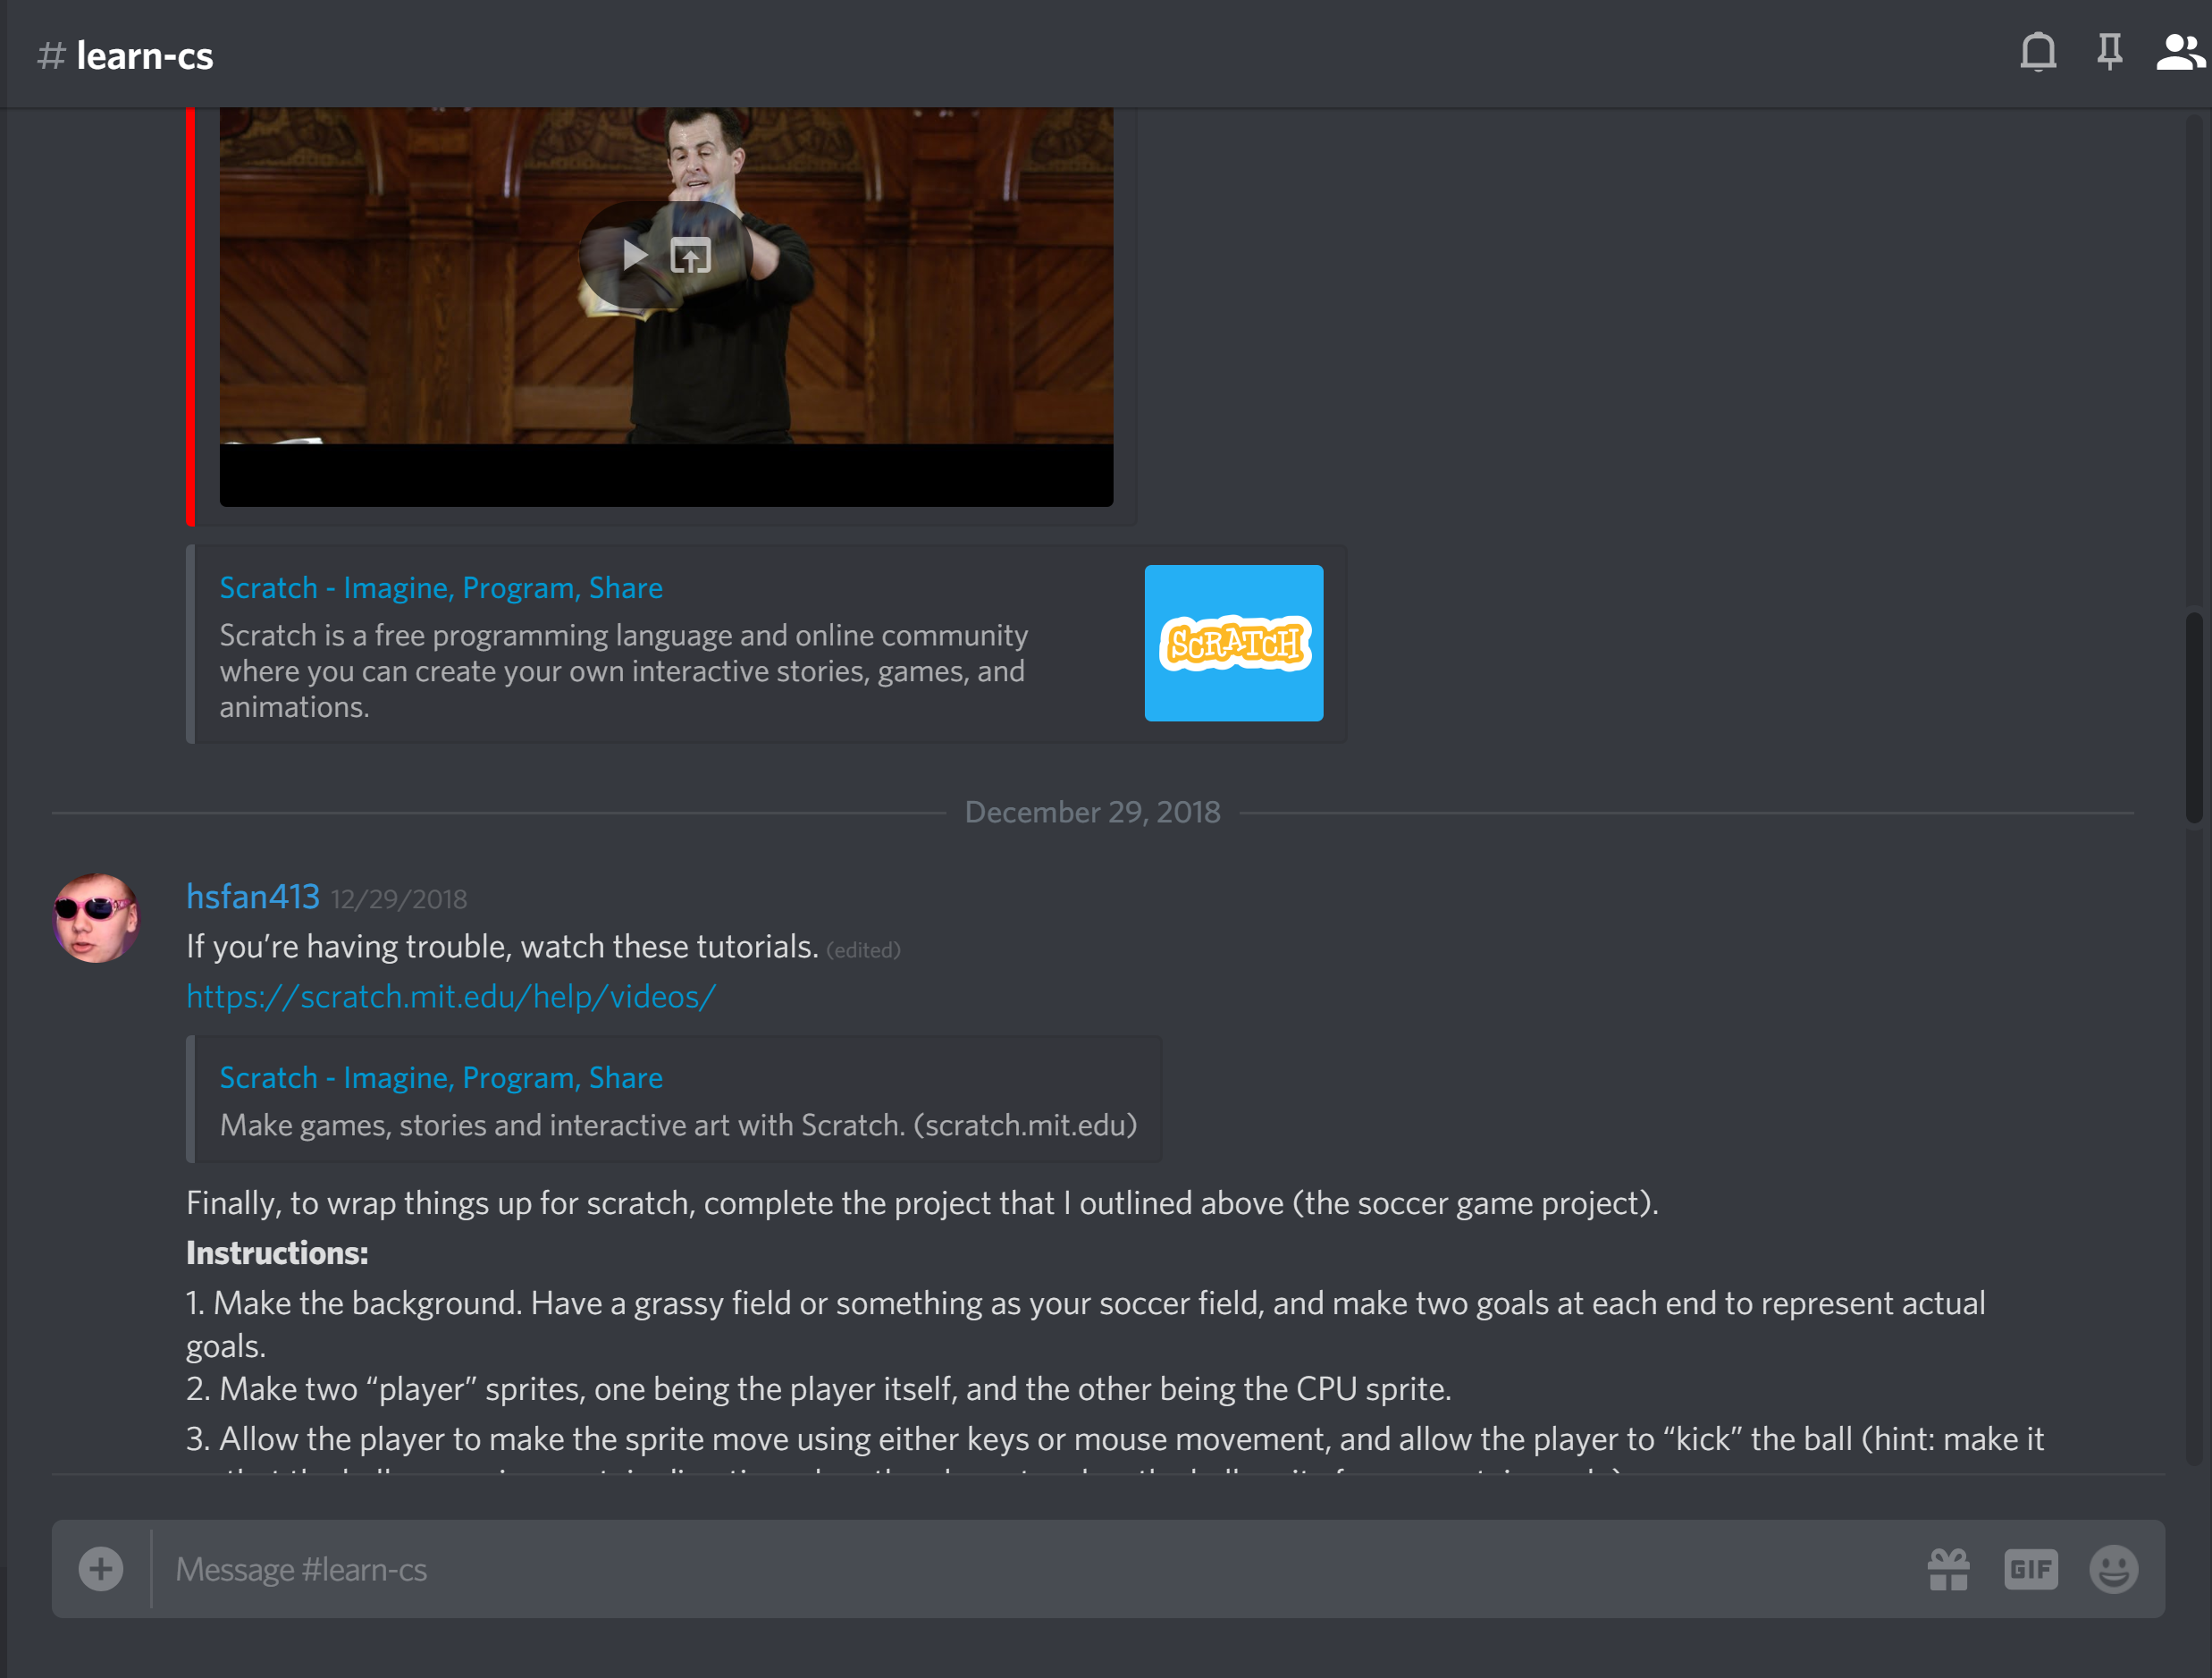 # learn-cs
Scratch - Imagine, Program, Share
Scratch is a free programming language and online community
where you can create your own interactive stories, games, and
animations.
SCRATCH
December 29, 2018
hsfan413 12/29/2018
If you’re having trouble, watch these tutorials. (edited)
https://scratch.mit.edu/help/videos/
Scratch - Imagine, Program, Share
Make games, stories and interactive art with Scratch. (scratch.mit.edu)
Finally, to wrap things up for scratch, complete the project that I outlined above (the soccer game project).
Instructions:
1. Make the background. Have a grassy field or something as your soccer field, and make two goals at each end to represent actual
goals.
2. Make two “player” sprites, one being the player itself, and the other being the CPU sprite.
3. Allow the player to make the sprite move using either keys or mouse movement, and allow the player to “kick” the ball (hint: make it
Message #learn-cs
GIF